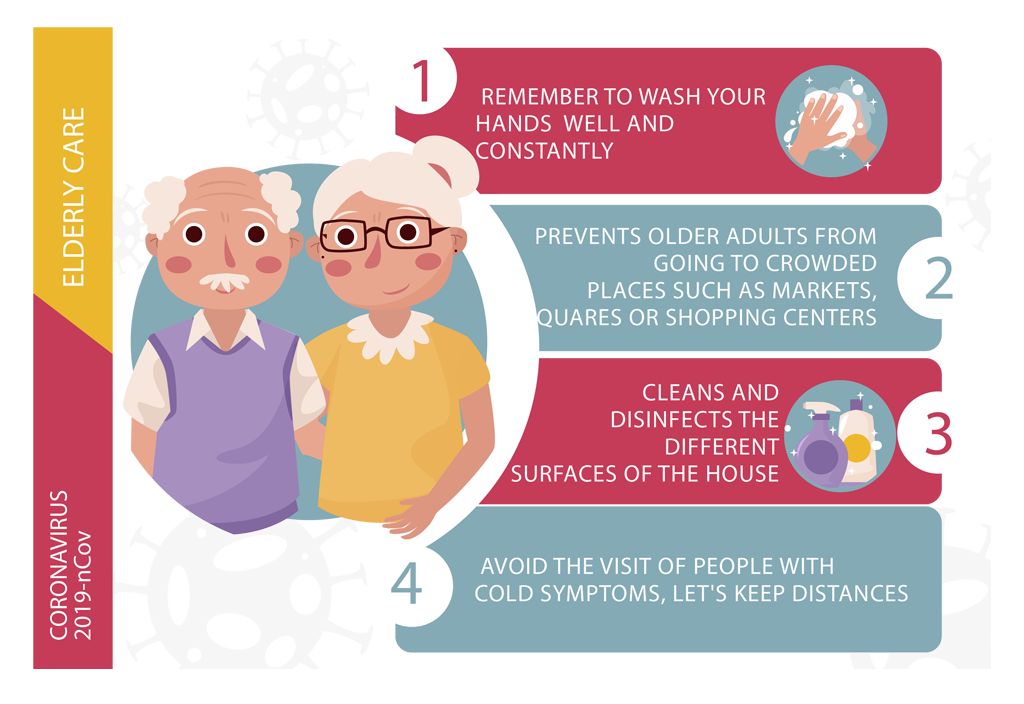 ELDERLY CARE
CORONAVIRUS
2019-nCov
1
REMEMBER TO WASH YOUR
HANDS WELL AND
CONSTANTLY
PREVENTS OLDER ADULTS FROM
GOING TO CROWDED
PLACES SUCH AS MARKETS,
QUARES OR SHOPPING CENTERS
2
CLEANS AND
DISINFECTS THE
DIFFERENT
SURFACES OF THE HOUSE
3
4
AVOID THE VISIT OF PEOPLE WITH
COLD SYMPTOMS, LET'S KEEP DISTANCES